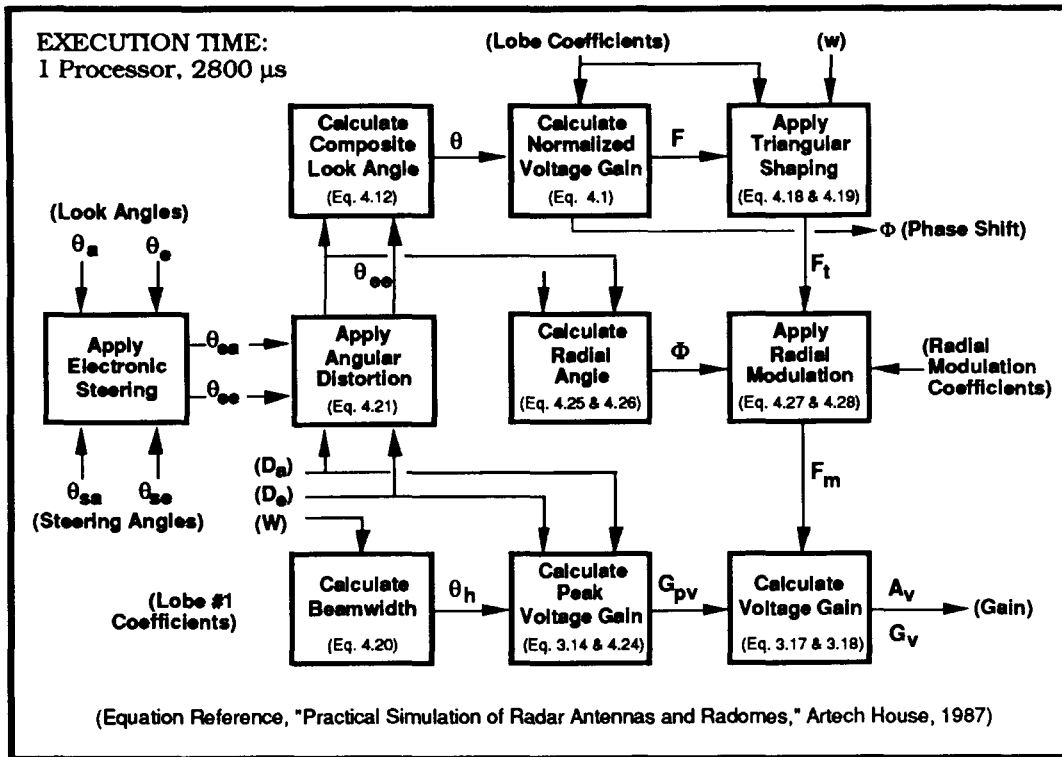 EXECUTION TIME:
1 Processor, 2800 µs
(Lobe Coefficients)
(w)
Calculate
Composite
Look Angle
(Eq. 4.12)
θ
Calculate
Normalized
Voltage Gain
(Eq. 4.1)
F
Apply
Triangular
Shaping
(Eq. 4.18 & 4.19)
Φ (Phase Shift)
(Look Angles)
θa
θe
θee
Ft
Apply
Electronic
Steering
θea
θee
Apply
Angular
Distortion
(Eq. 4.21)
Calculate
Radial
Angle
(Eq. 4.25 & 4.26)
Φ
Apply
Radial
Modulation
(Eq. 4.27 & 4.28)
(Radial
Modulation
Coefficients)
θsa
θse
(Steering Angles)
(Da)
(De)
(W)
Fm
(Lobe #1
Coefficients)
Calculate
Beamwidth
(Eq. 4.20)
θh
Calculate
Peak
Voltage Gain
(Eq. 3.14 & 4.24)
Gpv
Calculate
Voltage Gain
(Eq. 3.17 & 3.18)
Av
Gv
(Gain)
(Equation Reference, "Practical Simulation of Radar Antennas and Radomes," Artech House, 1987)